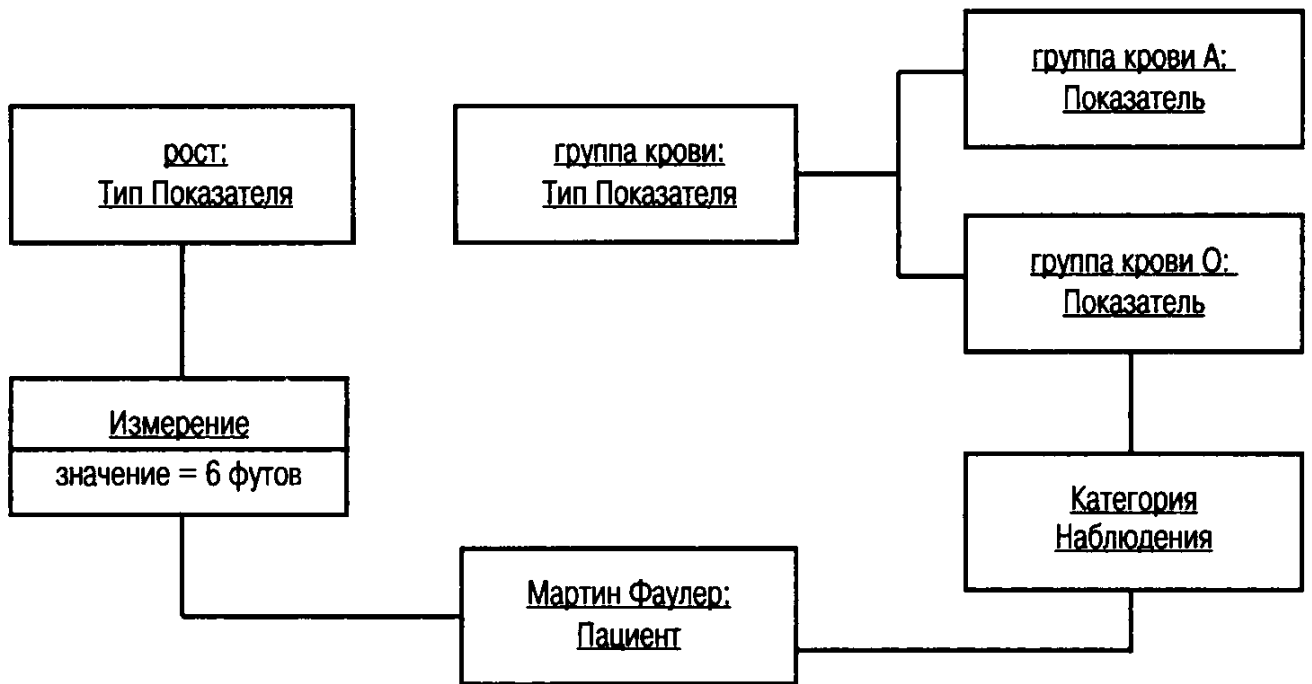 группа крови А:
Показатель
рост:
Тип Показателя
группа крови:
Тип Показателя
группа крови О:
Показатель
Измерение
значение = 6 футов
Категория
Наблюдения
Мартин Фаулер:
Пациент